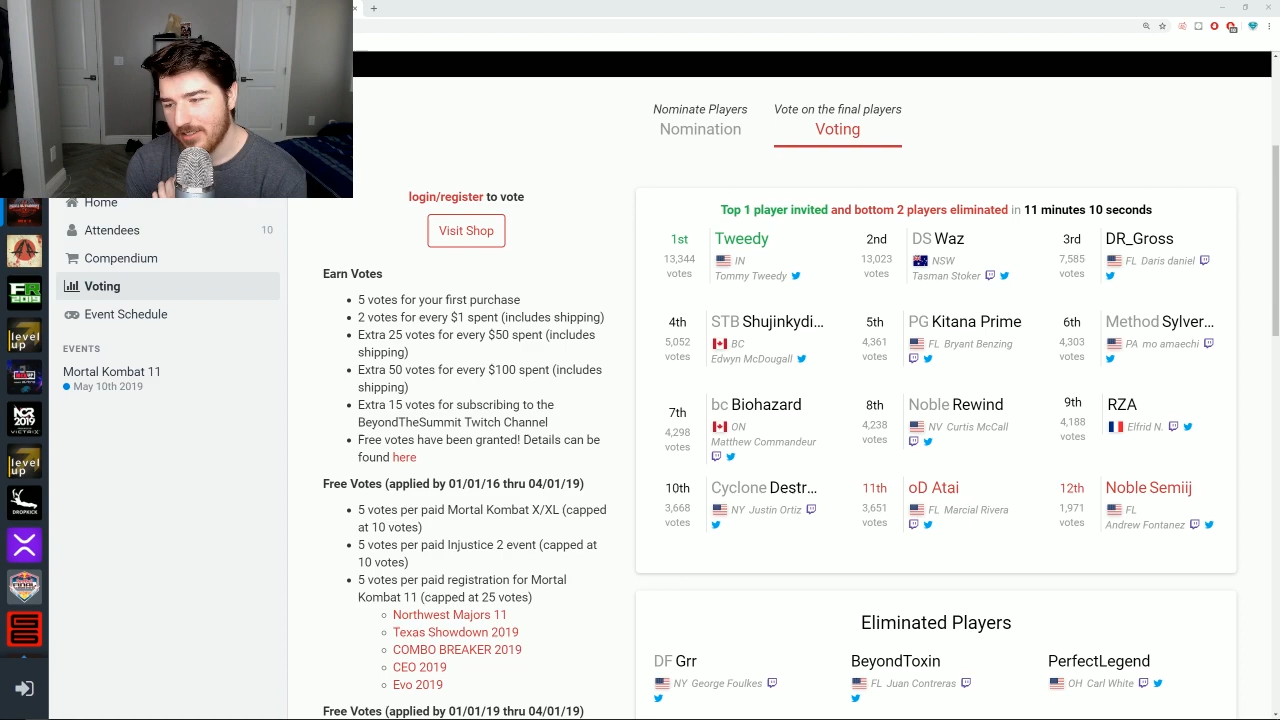 Nominate Players
Nomination
Vote on the final players
Voting
Home
Attendees 10
Compendium
Voting
Event Schedule
EVENTS
Mortal Kombat 11
May 10th 2019
login/register to vote
Visit Shop
Earn Votes
5 votes for your first purchase
2 votes for every $1 spent (includes shipping)
Extra 25 votes for every $50 spent (includes
shipping)
Extra 50 votes for every $100 spent (includes
shipping)
Extra 15 votes for subscribing to the
BeyondTheSummit Twitch Channel
Free votes have been granted! Details can be
found here
Free Votes (applied by 01/01/16 thru 04/01/19)
5 votes per paid Mortal Kombat X/XL (capped
at 10 votes)
5 votes per paid Injustice 2 event (capped at
10 votes)
5 votes per paid registration for Mortal
Kombat 11 (capped at 25 votes)
Northwest Majors 11
Texas Showdown 2019
COMBO BREAKER 2019
CEO 2019
Evo 2019
Free Votes (applied by 01/01/19 thru 04/01/19)
Top 1 player invited and bottom 2 players eliminated in 11 minutes 10 seconds
1st
13,344
votes
Tweedy
IN
Tommy Tweedy
2nd
13,023
votes
DS Waz
NSW
Tasman Stoker
3rd
7,585
votes
DR_Gross
FL Daris daniel
4th
5,052
votes
STB Shujinkydi...
BC
Edwyn McDougall
5th
4,361
votes
PG Kitana Prime
FL Bryant Benzing
6th
4,303
votes
Method Sylver...
PA mo amaechi
7th
4,298
votes
bc Biohazard
ON
Matthew Commandeur
8th
4,238
votes
Noble Rewind
NV Curtis McCall
9th
4,188
votes
RZA
Elfrid N.
10th
3,668
votes
Cyclone Destr...
NY Justin Ortiz
11th
3,651
votes
oD Atai
FL Marcial Rivera
12th
1,971
votes
Noble Semiij
FL
Andrew Fontanez
Eliminated Players
DF Grr
NY George Foulkes
BeyondToxin
FL Juan Contreras
PerfectLegend
OH Carl White
FR
2019
level
up
NCR
2019
VICTRIX
level
up
DROPKICK
FINAL